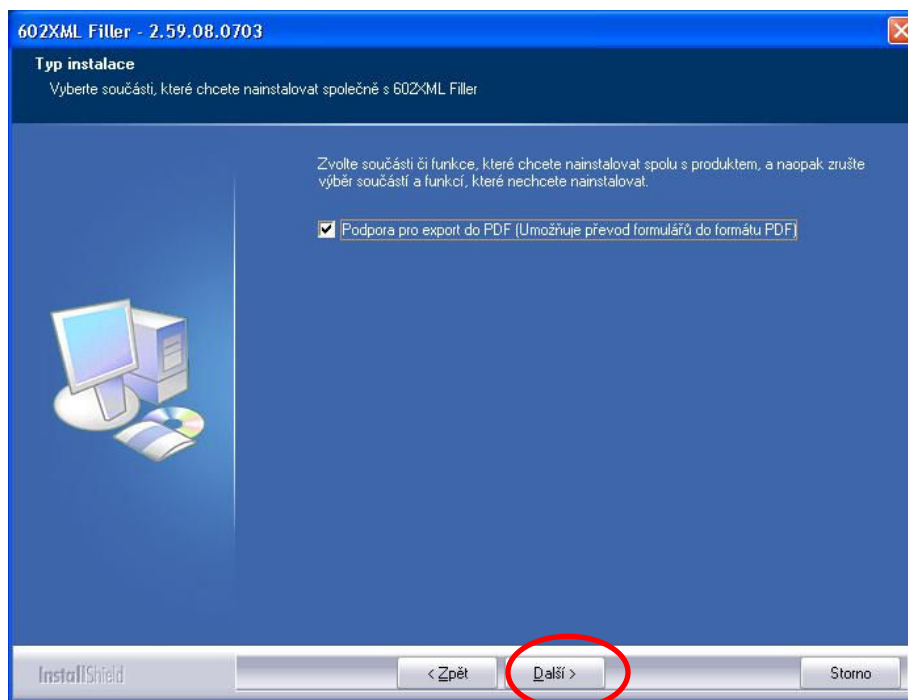 602XML Filler - 2.59.08.0703
Typ instalace
Vyberte součásti, které chcete nainstalovat společně s 602XML Filler
Zvolte součásti či funkce, které chcete nainstalovat spolu s produktem, a naopak zrušte
výběr součástí a funkcí, které nechcete nainstalovat.
Podpora pro export do PDF (Umožňuje převod formulářů do formátu PDF)
InstallShield
< Zpět
Další >
Storno